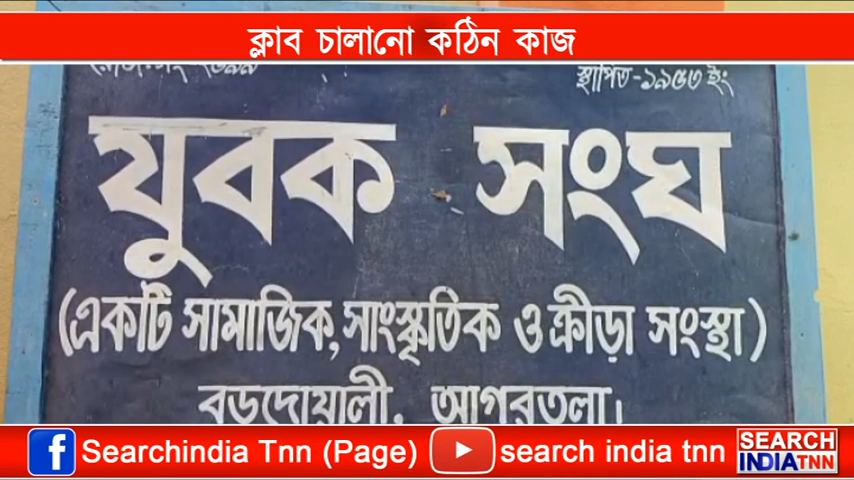 ক্লাব চালানো কঠিন কাজ
স্থাপিত-১৯৫৩ ইং
যুবক সংঘ
(একটি সামাজিক, সাংস্কৃতিক ও ক্রীড়া সংস্থা)
বড়দোয়ালী, আগরতলা।
Searchindia Tnn (Page) search india tnn
SEARCH
INDIATNN